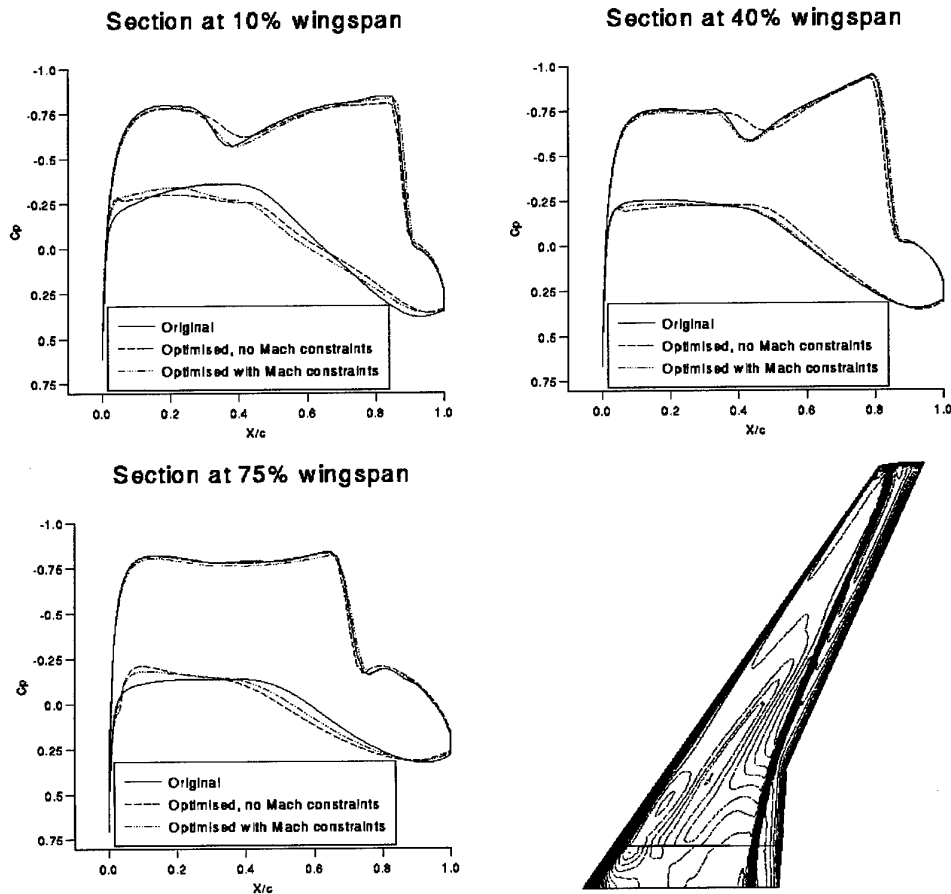 Section at 10% wingspan
-1.0
-0.75
-0.5
-0.25
0.0
0.25
0.5
0.75
Cp
Original
Optimised, no Mach constraints
Optimised with Mach constraints
0.0 0.2 0.4 0.6 0.8 1.0
X/c
Section at 40% wingspan
-1.0
-0.75
-0.5
-0.25
0.0
0.25
0.5
0.75
Cp
Original
Optimised, no Mach constraints
Optimised with Mach constraints
0.0 0.2 0.4 0.6 0.8 1.0
X/c
Section at 75% wingspan
-1.0
-0.75
-0.5
-0.25
0.0
0.25
0.5
0.75
Cp
Original
Optimised, no Mach constraints
Optimised with Mach constraints
0.0 0.2 0.4 0.6 0.8 1.0
X/c